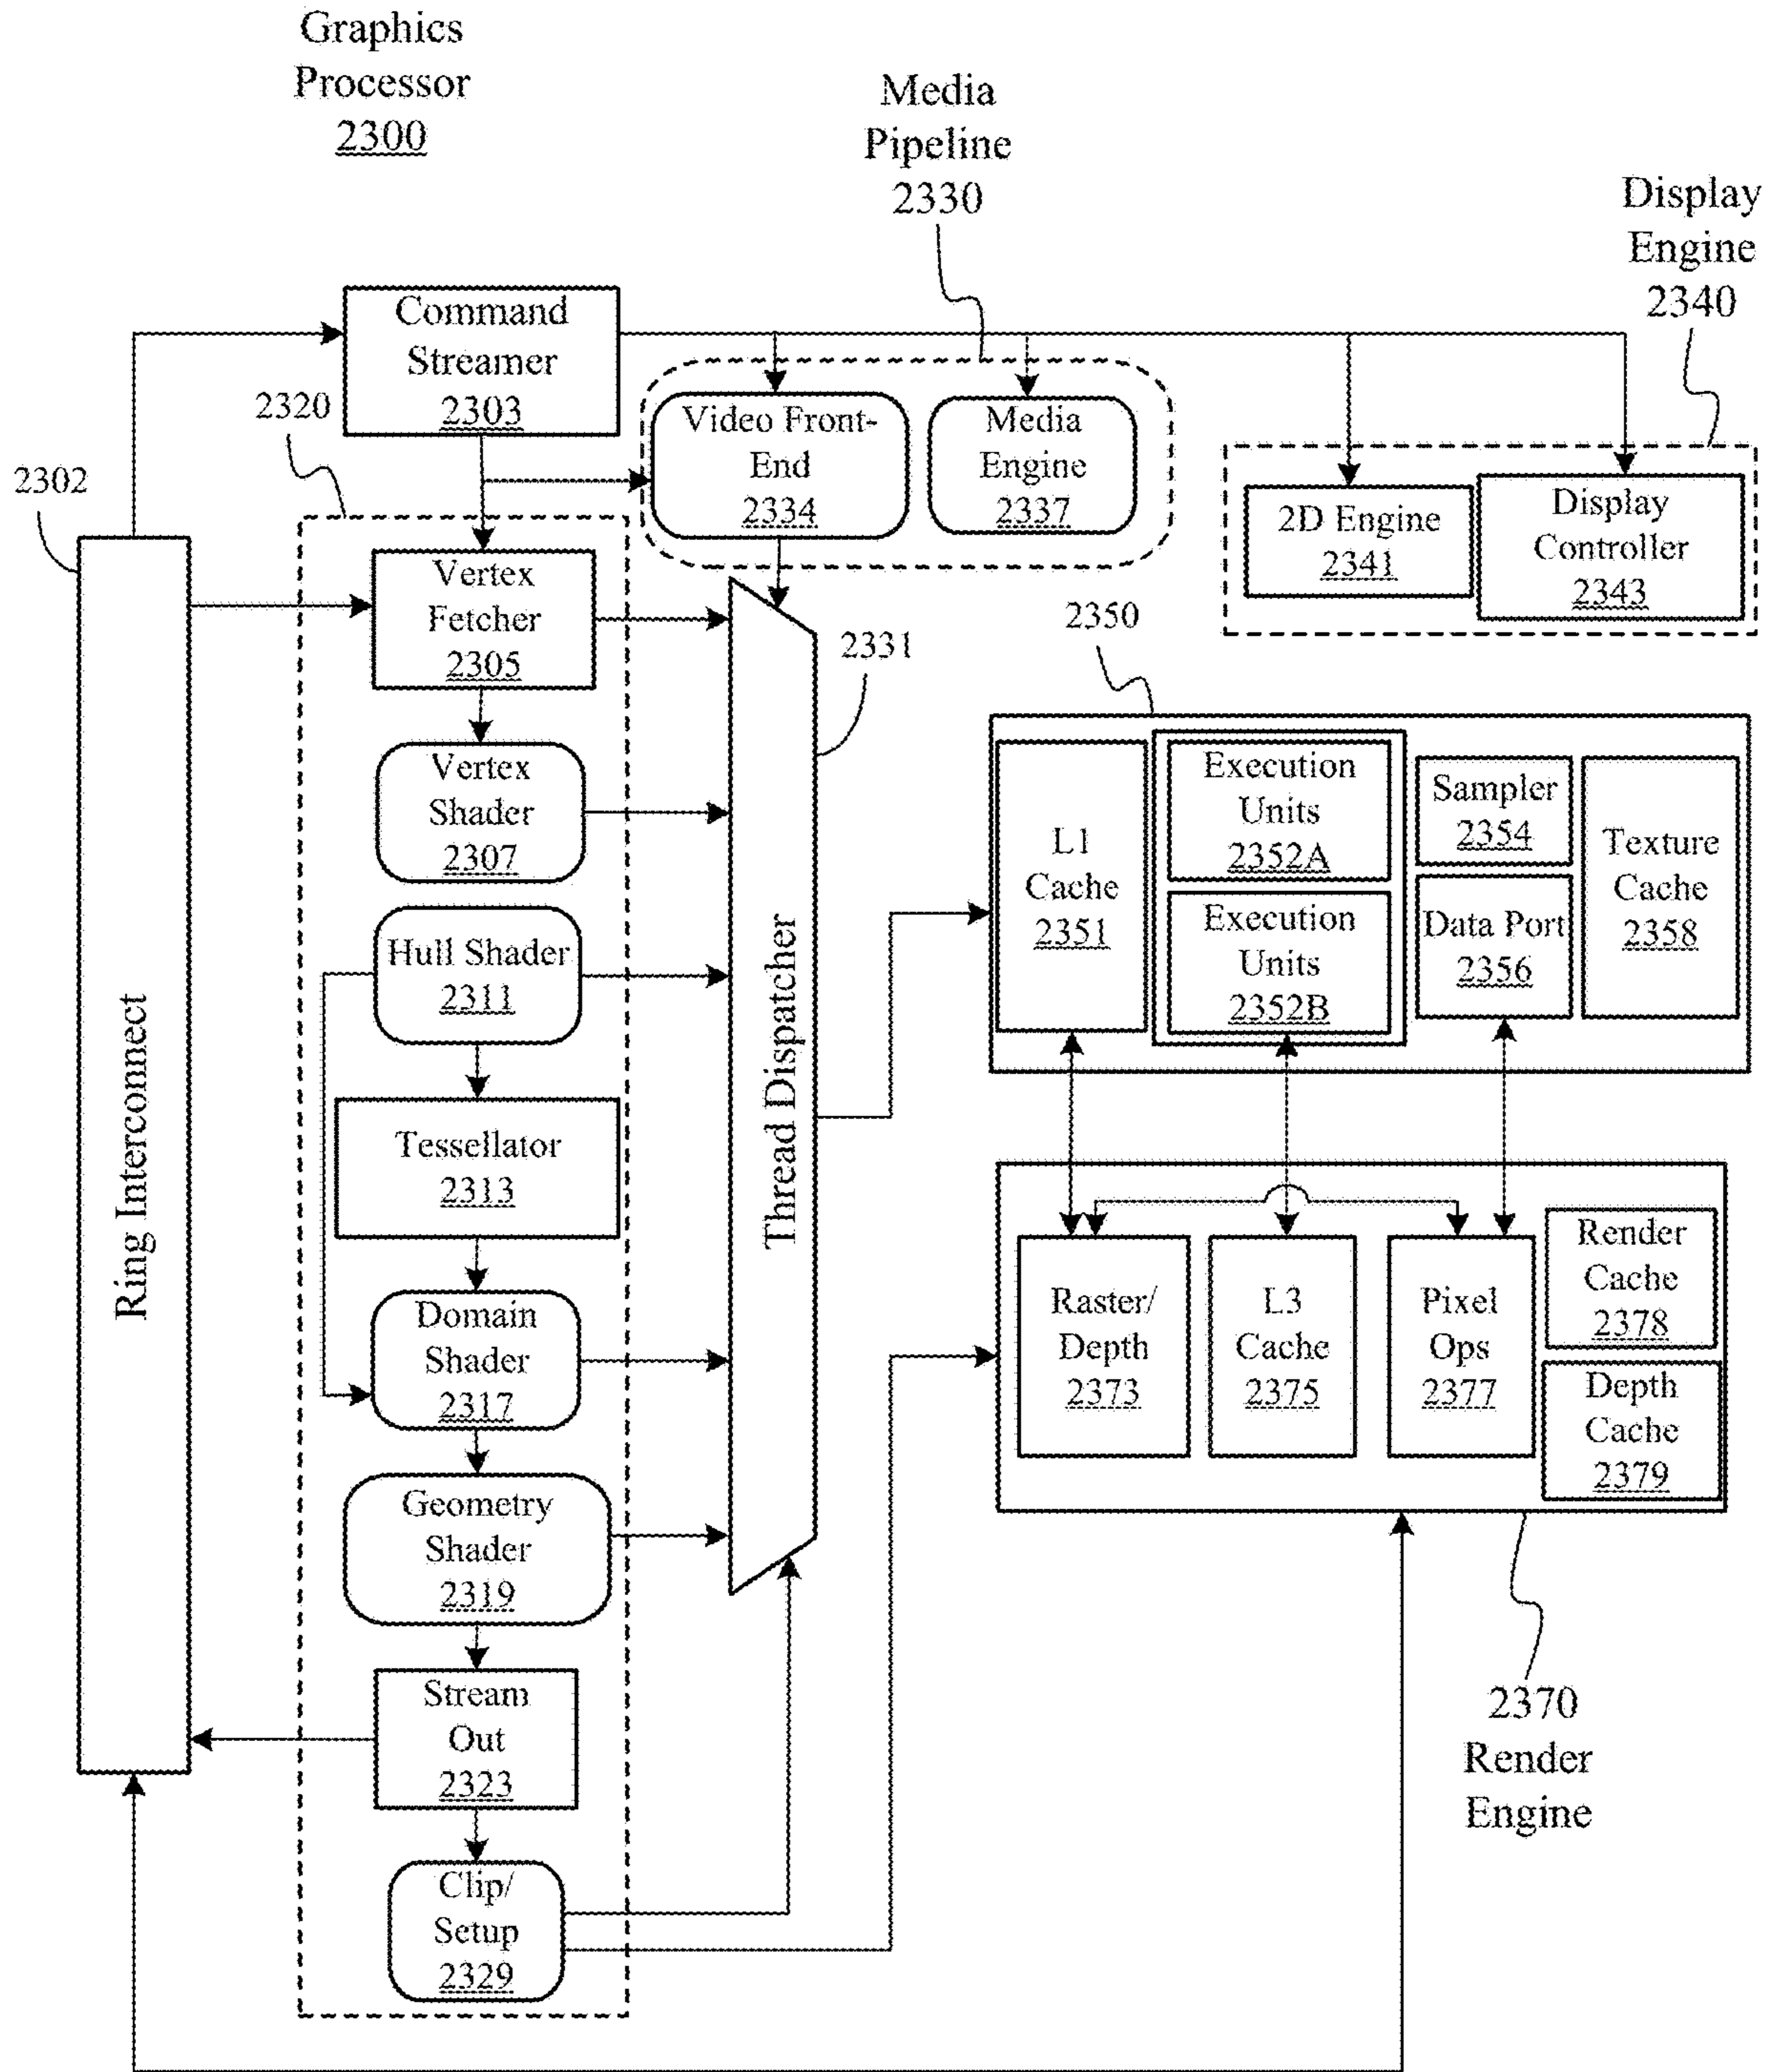 Graphics
Processor
2300
Media
Pipeline
2330
Display
Engine
2340
Command
Streamer
2303
2320
Video Front-
End
2334
Media
Engine
2337
2302
2D Engine
2341
Display
Controller
2343
Vertex
Fetcher
2305
2350
2331
Vertex
Shader
2307
L1
Cache
2351
Execution
Units
2352A
Execution
Units
2352B
Sampler
2354
Data Port
2356
Texture
Cache
2358
Hull Shader
2311
Ring Interconnect
Thread Dispatcher
Tessellator
2313
Domain
Shader
2317
Raster/
Depth
2373
L3
Cache
2375
Pixel
Ops
2377
Render
Cache
2378
Depth
Cache
2379
Geometry
Shader
2319
Stream
Out
2323
2370
Render
Engine
Clip/
Setup
2329